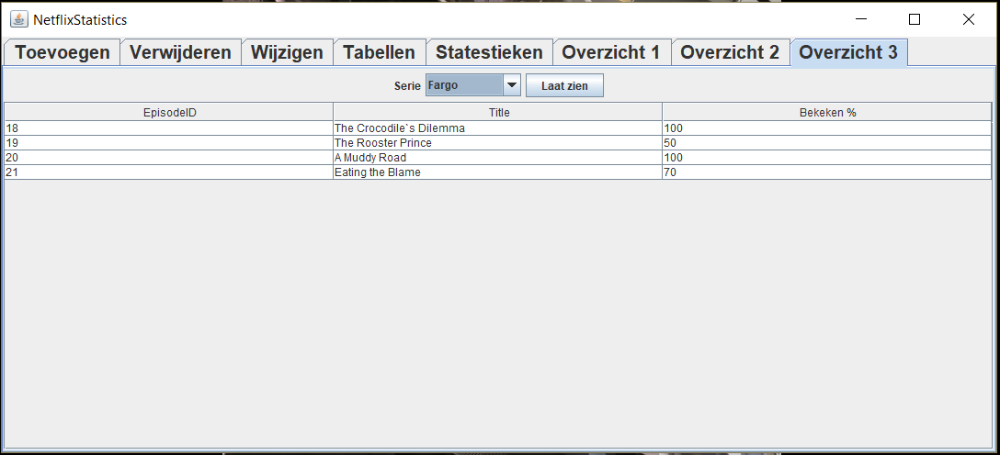 NetflixStatistics
Toevoegen Verwijderen Wijzigen Tabellen Statestieken Overzicht 1 Overzicht 2 Overzicht 3
Serie Fargo Laat zien
EpisodeID Title Bekeken %
18 The Crocodile`s Dilemma 100
19 The Rooster Prince 50
20 A Muddy Road 100
21 Eating the Blame 70